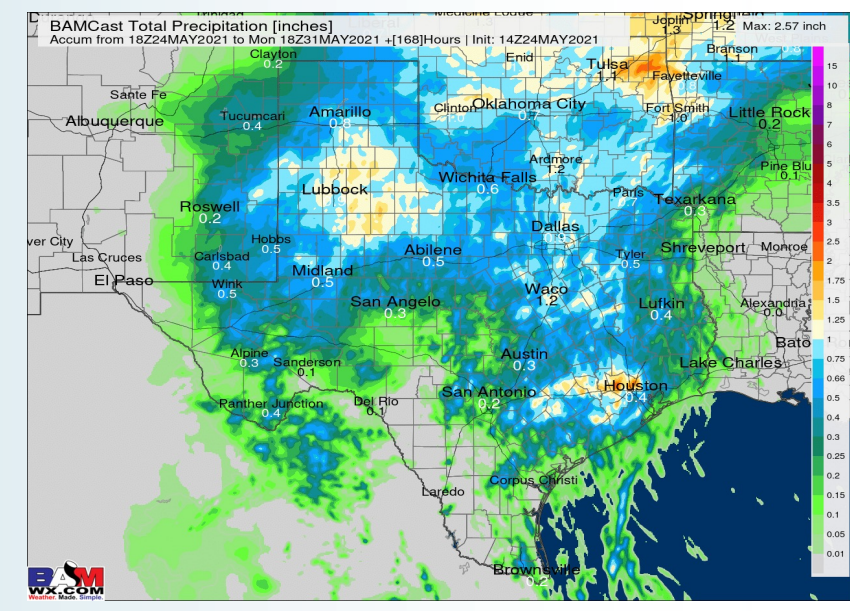 BAMCast Total Precipitation [inches]
Accum from 18Z24MAY2021 to Mon 18Z31MAY2021 +[168]Hours | Init: 14Z24MAY2021
Max: 2.57 inch
Joplin
1.3
Springfield
1.2
Branson
1.1
Clayton
0.2
Enid
Tulsa
1.1
Fayetteville
Santa Fe
Albuquerque
Tucumcari
0.4
Amarillo
0.8
Clinton
Oklahoma City
0.7
Fort Smith
1.0
Little Rock
0.2
Ardmore
1.2
Pine Blu
0.1
Lubbock
Wichita Falls
0.6
Paris
Texarkana
0.3
Roswell
0.2
Dallas
ver City
Las Cruces
El Paso
Hobbs
0.5
Carlsbad
0.4
Wink
0.5
Midland
0.5
Abilene
0.5
Tyler
0.5
Shreveport
Monroe
Waco
1.2
San Angelo
0.3
Lufkin
0.4
Alexandria
0.0
Bato
Alpine
0.3
Sanderson
0.1
Austin
0.3
Lake Charles
Panther Junction
0.4
Del Rio
0.1
San Antonio
0.2
Houston
0.4
Laredo
Corpus Christi
Brownsville
0.2
15
10
8
7
6
5
4
3.5
3
2.5
2
1.75
1.5
1.25
1
0.75
0.66
0.5
0.4
0.3
0.25
0.2
0.15
0.1
0.05
0.01
BAM
WX.COM
Weather. Made. Simple.